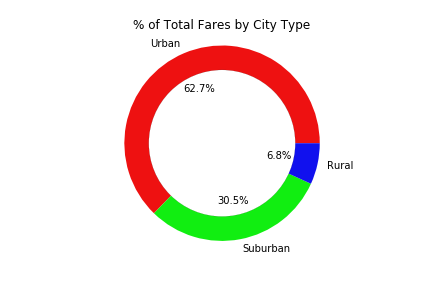 % of Total Fares by City Type
Urban
62.7%
6.8%
Rural
30.5%
Suburban